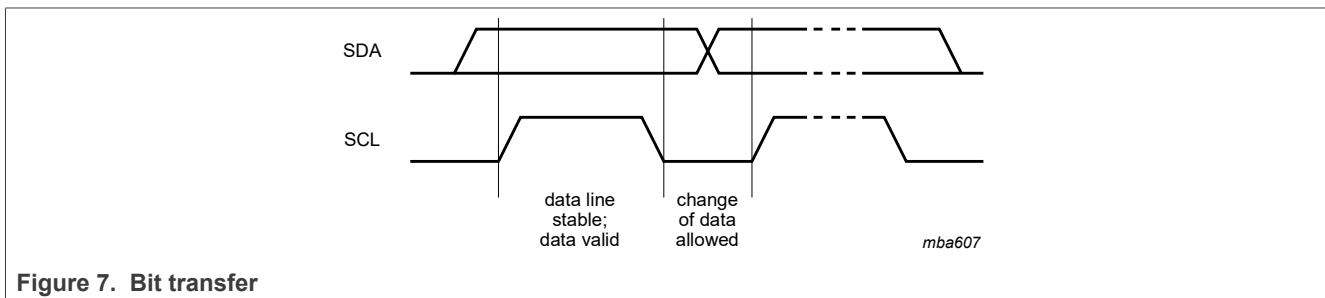 SDA
SCL
data line
stable;
data valid
change
of data
allowed
mba607
Figure 7. Bit transfer